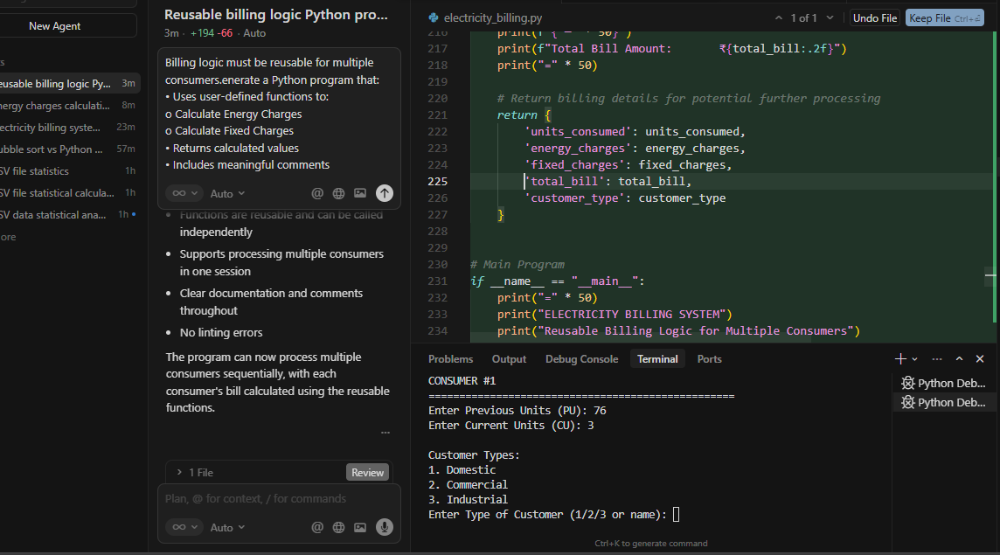 New Agent
s
eusable billing logic Py... 3m
nergy charges calculati... 8m
ectricity billing syste... 23m
ubble sort vs Python ... 57m
SV file statistics 1h
SV file statistical calcula... 1h
SV data statistical ana... 1h
ore
Reusable billing logic Python pro...
3m · +194 -66 · Auto
Billing logic must be reusable for multiple
consumers.enerate a Python program that:
• Uses user-defined functions to:
o Calculate Energy Charges
o Calculate Fixed Charges
• Returns calculated values
• Includes meaningful comments
∞ Auto @
• Functions are reusable and can be called
independently
• Supports processing multiple consumers
in one session
• Clear documentation and comments
throughout
• No linting errors
The program can now process multiple
consumers sequentially, with each
consumer's bill calculated using the reusable
functions.
...
> 1 File Review
Plan, @ for context, / for commands
∞ Auto @
electricity_billing.py 1 of 1 Undo File Keep File Ctrl+⏎
216 print(f"{"—" * 50}")
217 print(f"Total Bill Amount: ₹{total_bill:.2f}")
218 print("=" * 50)
219
220 # Return billing details for potential further processing
221 return {
222 'units_consumed': units_consumed,
223 'energy_charges': energy_charges,
224 'fixed_charges': fixed_charges,
225 'total_bill': total_bill,
226 'customer_type': customer_type
227 }
228
229
230 # Main Program
231 if __name__ == "__main__":
232 print("=" * 50)
233 print("ELECTRICITY BILLING SYSTEM")
234 print("Reusable Billing Logic for Multiple Consumers")
Problems Output Debug Console Terminal Ports
CONSUMER #1
==================================================
Enter Previous Units (PU): 76
Enter Current Units (CU): 3
Customer Types:
1. Domestic
2. Commercial
3. Industrial
Enter Type of Customer (1/2/3 or name):
Ctrl+K to generate command
Python Deb...
Python Deb...